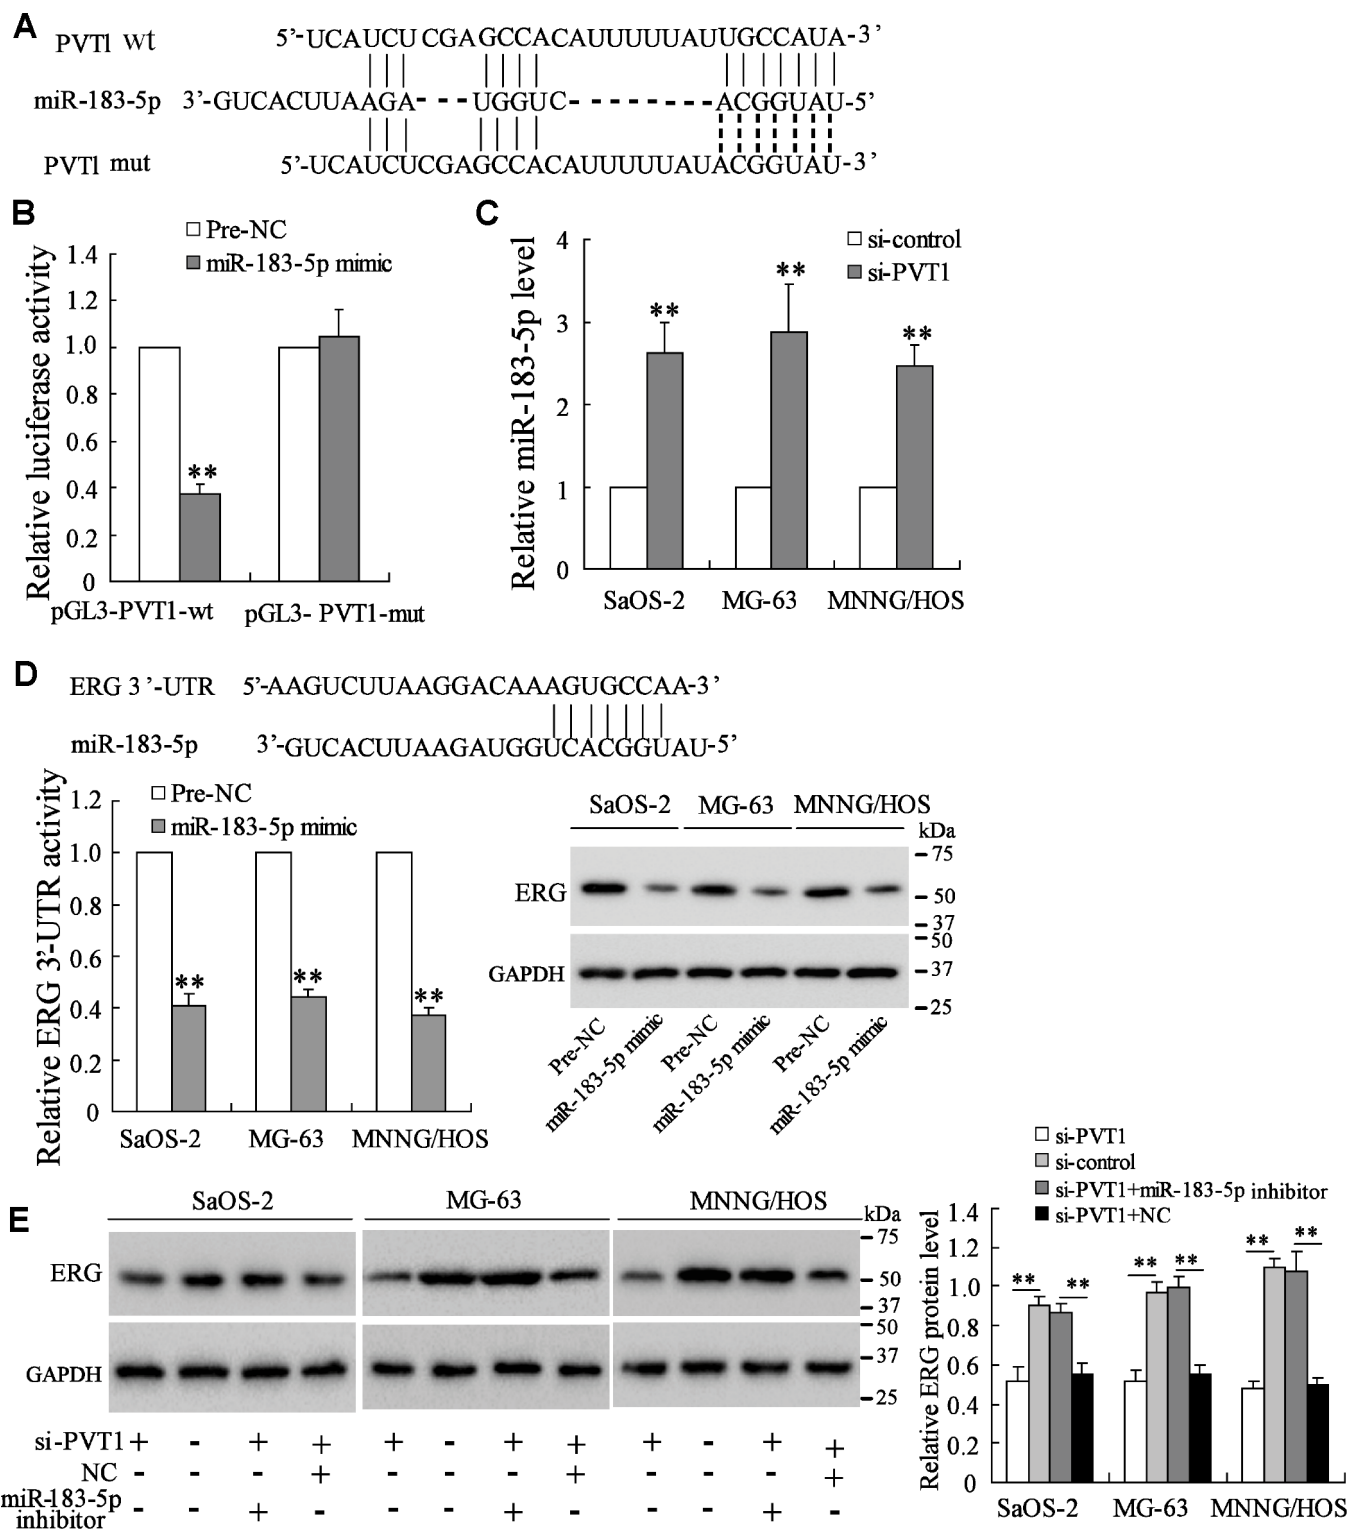 A
PVTl wt 5'-UCAUCUCGAGCCACAUUUUUAUUGCCAUA-3'
miR-183-5p 3'-GUCACUUAAGA---UGGUC-------ACGGUAU-5'
PVTl mut 5'-UCAUCUCGAGCCACAUUUUUAUACGGUAU-3'
B
Pre-NC
miR-183-5p mimic
Relative luciferase activity
1.4
1.2
1.0
0.8
0.6
0.4
0.2
0
**
pGL3-PVT1-wt pGL3- PVT1-mut
C
si-control
si-PVT1
Relative miR-183-5p level
4
3
2
1
0
** ** **
SaOS-2 MG-63 MNNG/HOS
D
ERG 3'-UTR 5'-AAGUCUUAAGGACAAAGUGCCAA-3'
miR-183-5p 3'-GUCACUUAAGAUGGUCACGGUAU-5'
Pre-NC
miR-183-5p mimic
Relative ERG 3'-UTR activity
1.2
1.0
0.8
0.6
0.4
0.2
0
** ** **
SaOS-2 MG-63 MNNG/HOS
SaOS-2 MG-63 MNNG/HOS
kDa
75
ERG
50
37
50
GAPDH
37
25
Pre-NC miR-183-5p mimic Pre-NC miR-183-5p mimic Pre-NC miR-183-5p mimic
E
SaOS-2 MG-63 MNNG/HOS
kDa
75
ERG
50
37
50
GAPDH
37
25
si-PVT1 + - + + + - + + + - + +
NC - - - + - - - + - - - +
miR-183-5p inhibitor - - + - - - + - - - + -
si-PVT1
si-control
si-PVT1+miR-183-5p inhibitor
si-PVT1+NC
Relative ERG protein level
1.4
1.2
1.0
0.8
0.6
0.4
0.2
0
** ** ** ** ** **
SaOS-2 MG-63 MNNG/HOS